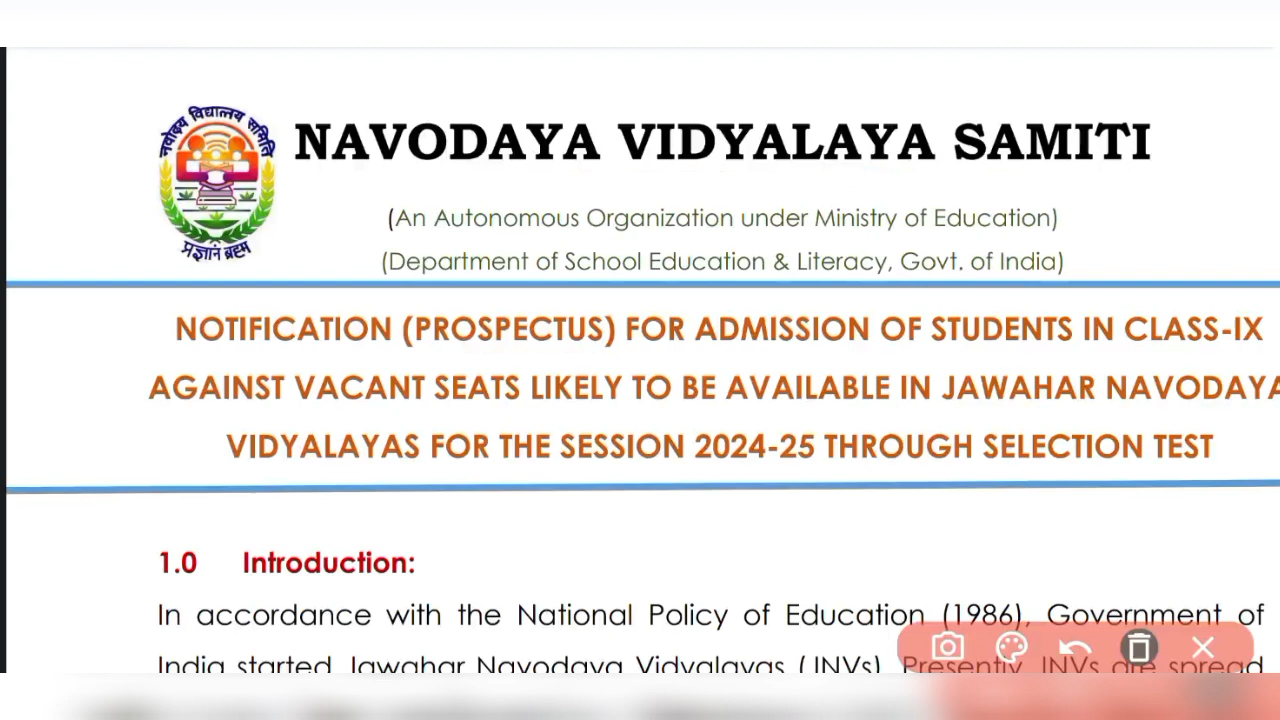 नवोदय विद्यालय समिति
प्रज्ञानं ब्रह्म
NAVODAYA VIDYALAYA SAMITI
(An Autonomous Organization under Ministry of Education)
(Department of School Education & Literacy, Govt. of India)
NOTIFICATION (PROSPECTUS) FOR ADMISSION OF STUDENTS IN CLASS-IX
AGAINST VACANT SEATS LIKELY TO BE AVAILABLE IN JAWAHAR NAVODAYA
VIDYALAYAS FOR THE SESSION 2024-25 THROUGH SELECTION TEST
1.0 Introduction:
In accordance with the National Policy of Education (1986), Government of
India started Jawahar Navodaya Vidyalayas (JNVs). Presently, JNVs are spread